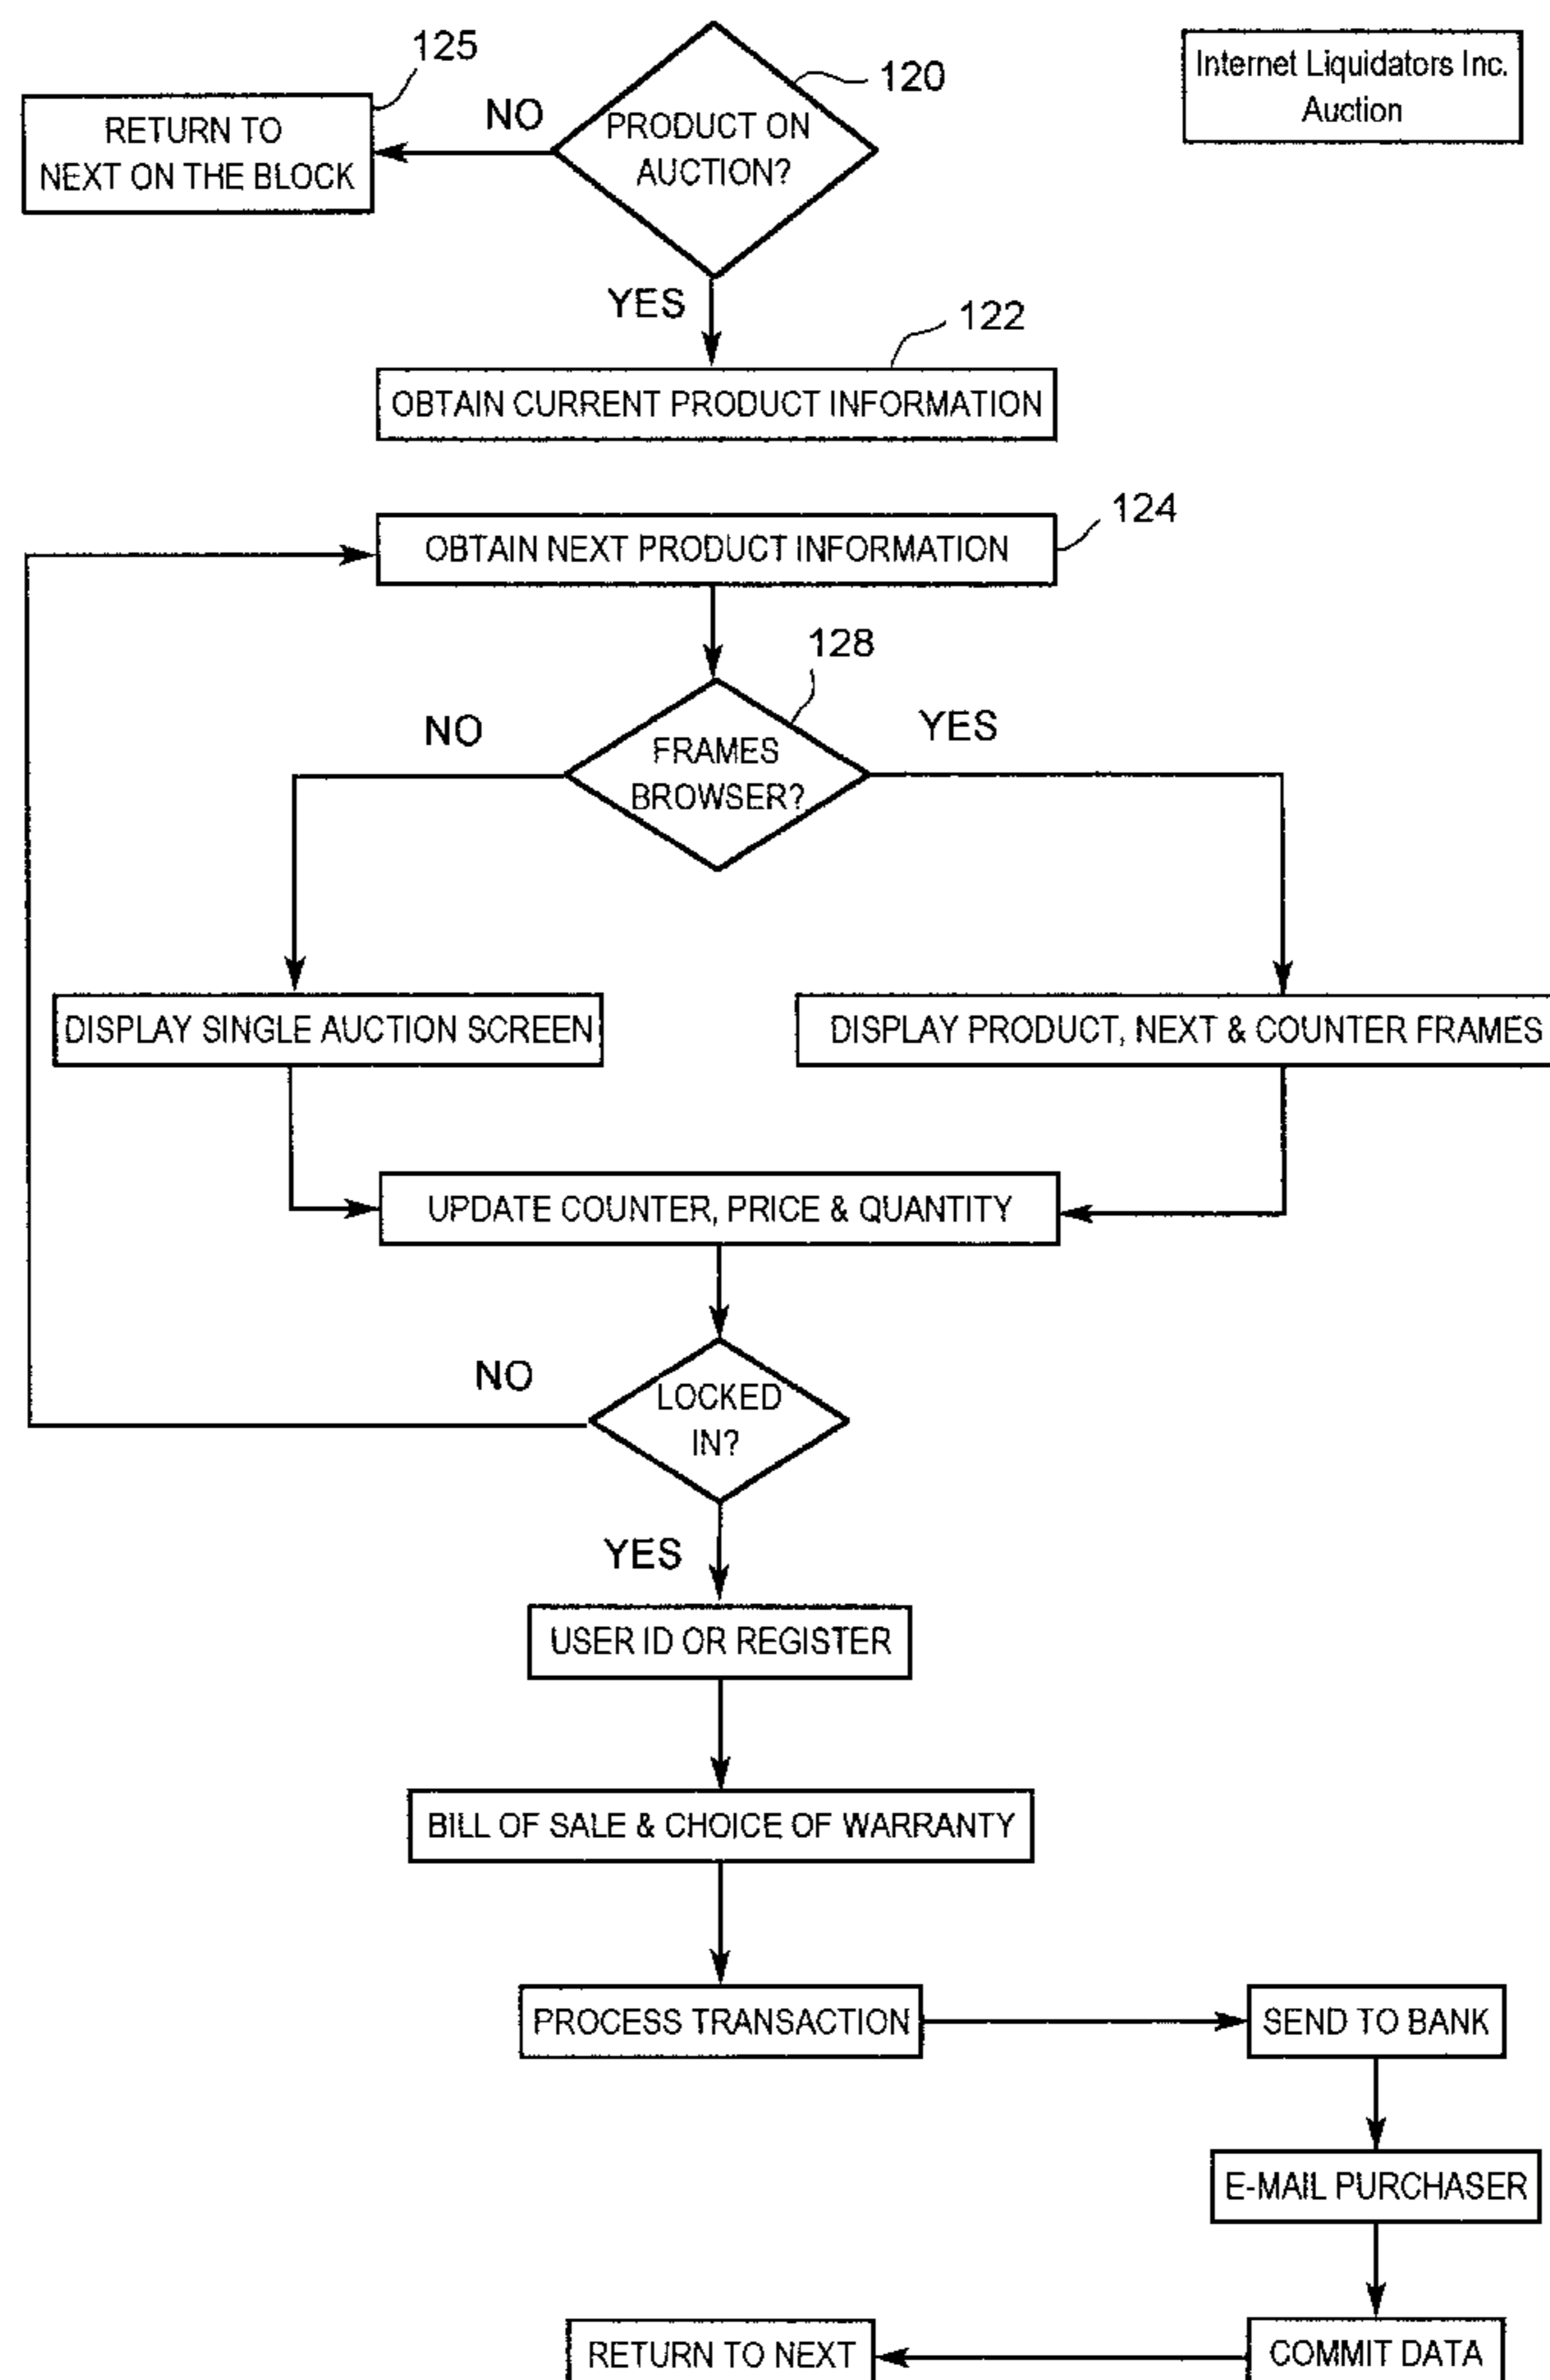 125
120
Internet Liquidators Inc.
Auction
RETURN TO
NEXT ON THE BLOCK
NO
PRODUCT ON
AUCTION?
YES
122
OBTAIN CURRENT PRODUCT INFORMATION
124
OBTAIN NEXT PRODUCT INFORMATION
128
NO
FRAMES
BROWSER?
YES
DISPLAY SINGLE AUCTION SCREEN
DISPLAY PRODUCT, NEXT & COUNTER FRAMES
UPDATE COUNTER, PRICE & QUANTITY
NO
LOCKED
IN?
YES
USER ID OR REGISTER
BILL OF SALE & CHOICE OF WARRANTY
PROCESS TRANSACTION
SEND TO BANK
E-MAIL PURCHASER
RETURN TO NEXT
COMMIT DATA